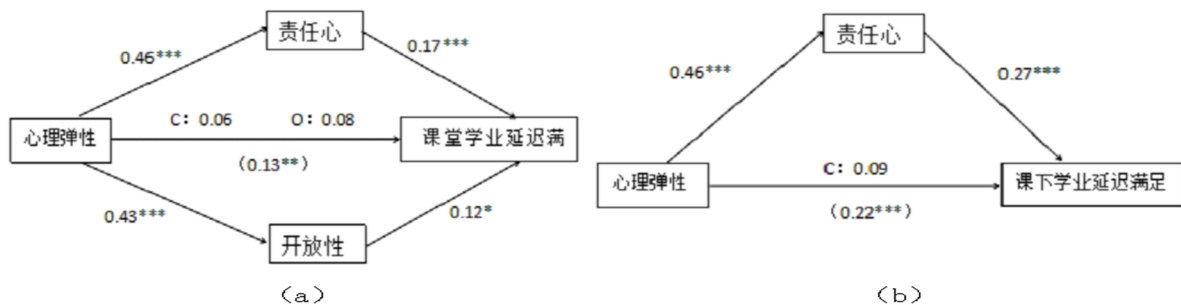 责任心
0.46***
0.17***
心理弹性
C: 0.06
O: 0.08
课堂学业延迟满
(0.13**)
0.43***
0.12*
开放性
(a)
责任心
0.46***
0.27***
心理弹性
C: 0.09
课下学业延迟满足
(0.22***)
(b)